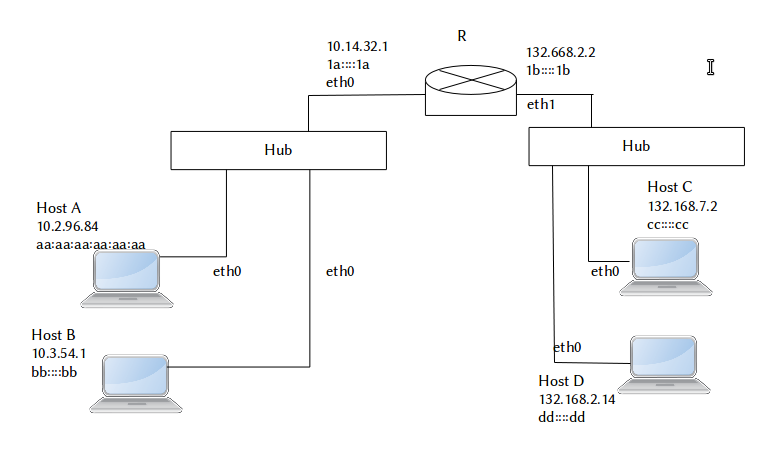 R
10.14.32.1
1a::::1a
eth0
132.668.2.2
1b::::1b
eth1
Hub
Hub
Host A
10.2.96.84
aa:aa:aa:aa:aa:aa
eth0
eth0
Host B
10.3.54.1
bb::::bb
Host C
132.168.7.2
cc::::cc
eth0
eth0
Host D
132.168.2.14
dd::::dd